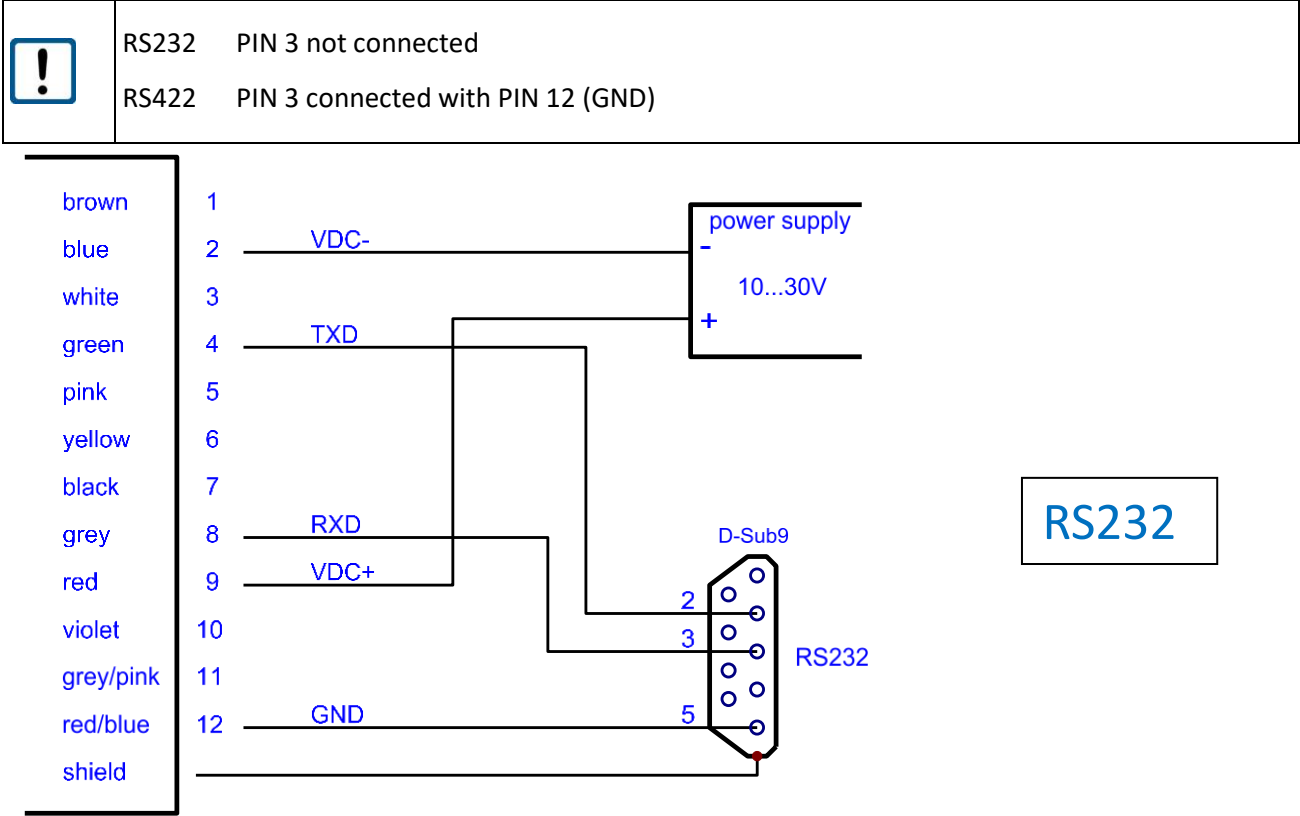 RS232 PIN 3 not connected
RS422 PIN 3 connected with PIN 12 (GND)
brown 1
power supply
blue 2 VDC- -
10...30V
white 3
+
green 4 TXD
pink 5
yellow 6
black 7
RS232
grey 8 RXD
D-Sub9
red 9 VDC+
2
violet 10
3
RS232
grey/pink 11
red/blue 12 GND 5
shield